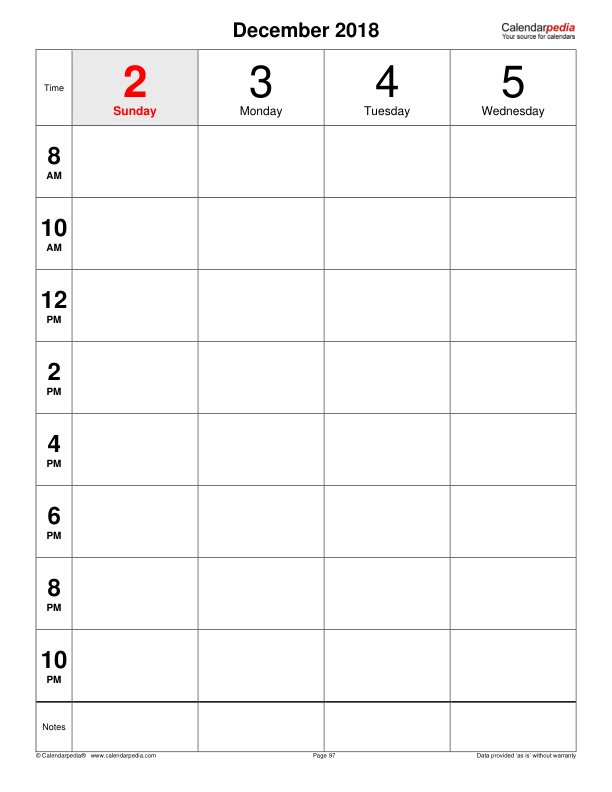 December 2018
Calendarpedia
Your source for calendars
Time
2
3
4
5
Sunday
Monday
Tuesday
Wednesday
8
AM
10
AM
12
PM
2
PM
4
PM
6
PM
8
PM
10
PM
Notes
© Calendarpedia® www.calendarpedia.com
Page 97
Data provided 'as is' without warranty